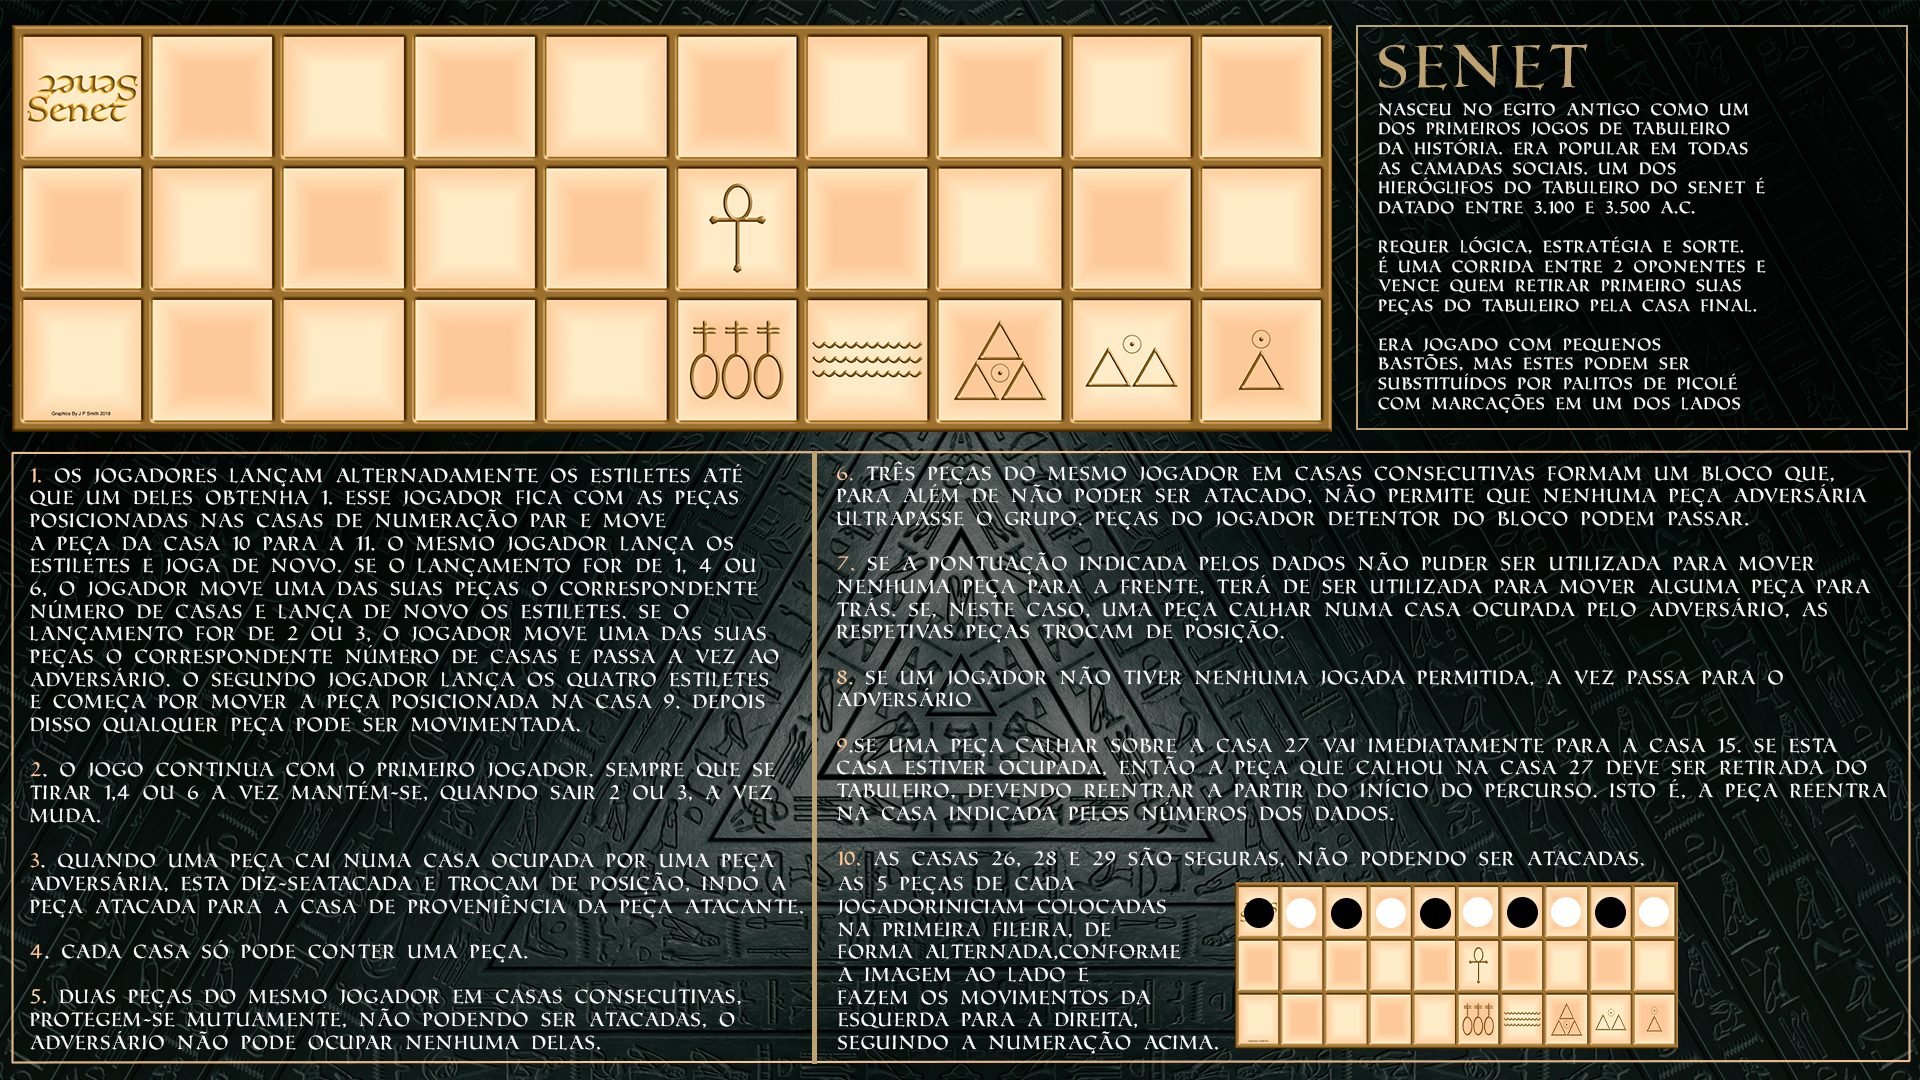 Senet
Senet
Graphics By J P Smith 2018
SENET
NASCEU NO EGITO ANTIGO COMO UM
DOS PRIMEIROS JOGOS DE TABULEIRO
DA HISTÓRIA. ERA POPULAR EM TODAS
AS CAMADAS SOCIAIS. UM DOS
HIERÓGLIFOS DO TABULEIRO DO SENET É
DATADO ENTRE 3.100 E 3.500 A.C.
REQUER LÓGICA, ESTRATÉGIA E SORTE.
É UMA CORRIDA ENTRE 2 OPONENTES E
VENCE QUEM RETIRAR PRIMEIRO SUAS
PEÇAS DO TABULEIRO PELA CASA FINAL.
ERA JOGADO COM PEQUENOS
BASTÕES, MAS ESTES PODEM SER
SUBSTITUÍDOS POR PALITOS DE PICOLÉ
COM MARCAÇÕES EM UM DOS LADOS
1. OS JOGADORES LANÇAM ALTERNADAMENTE OS ESTILETES ATÉ
QUE UM DELES OBTENHA 1. ESSE JOGADOR FICA COM AS PEÇAS
POSICIONADAS NAS CASAS DE NUMERAÇÃO PAR E MOVE
A PEÇA DA CASA 10 PARA A 11. O MESMO JOGADOR LANÇA OS
ESTILETES E JOGA DE NOVO. SE O LANÇAMENTO FOR DE 1, 4 OU
6, O JOGADOR MOVE UMA DAS SUAS PEÇAS O CORRESPONDENTE
NÚMERO DE CASAS E LANÇA DE NOVO OS ESTILETES. SE O
LANÇAMENTO FOR DE 2 OU 3, O JOGADOR MOVE UMA DAS SUAS
PEÇAS O CORRESPONDENTE NÚMERO DE CASAS E PASSA A VEZ AO
ADVERSÁRIO. O SEGUNDO JOGADOR LANÇA OS QUATRO ESTILETES
E COMEÇA POR MOVER A PEÇA POSICIONADA NA CASA 9. DEPOIS
DISSO QUALQUER PEÇA PODE SER MOVIMENTADA.
2. O JOGO CONTINUA COM O PRIMEIRO JOGADOR. SEMPRE QUE SE
TIRAR 1,4 OU 6 A VEZ MANTÉM-SE, QUANDO SAIR 2 OU 3, A VEZ
MUDA.
3. QUANDO UMA PEÇA CAI NUMA CASA OCUPADA POR UMA PEÇA
ADVERSÁRIA, ESTA DIZ-SEATACADA E TROCAM DE POSIÇÃO, INDO A
PEÇA ATACADA PARA A CASA DE PROVENIÊNCIA DA PEÇA ATACANTE.
4. CADA CASA SÓ PODE CONTER UMA PEÇA.
5. DUAS PEÇAS DO MESMO JOGADOR EM CASAS CONSECUTIVAS,
PROTEGEM-SE MUTUAMENTE, NÃO PODENDO SER ATACADAS, O
ADVERSÁRIO NÃO PODE OCUPAR NENHUMA DELAS.
6. TRÊS PEÇAS DO MESMO JOGADOR EM CASAS CONSECUTIVAS FORMAM UM BLOCO QUE,
PARA ALÉM DE NÃO PODER SER ATACADO, NÃO PERMITE QUE NENHUMA PEÇA ADVERSÁRIA
ULTRAPASSE O GRUPO. PEÇAS DO JOGADOR DETENTOR DO BLOCO PODEM PASSAR.
7. SE A PONTUAÇÃO INDICADA PELOS DADOS NÃO PUDER SER UTILIZADA PARA MOVER
NENHUMA PEÇA PARA A FRENTE, TERÁ DE SER UTILIZADA PARA MOVER ALGUMA PEÇA PARA
TRÁS. SE, NESTE CASO, UMA PEÇA CALHAR NUMA CASA OCUPADA PELO ADVERSÁRIO, AS
RESPETIVAS PEÇAS TROCAM DE POSIÇÃO.
8. SE UM JOGADOR NÃO TIVER NENHUMA JOGADA PERMITIDA, A VEZ PASSA PARA O
ADVERSÁRIO
9.SE UMA PEÇA CALHAR SOBRE A CASA 27 VAI IMEDIATAMENTE PARA A CASA 15. SE ESTA
CASA ESTIVER OCUPADA, ENTÃO A PEÇA QUE CALHOU NA CASA 27 DEVE SER RETIRADA DO
TABULEIRO, DEVENDO REENTRAR A PARTIR DO INÍCIO DO PERCURSO. ISTO É, A PEÇA REENTRA
NA CASA INDICADA PELOS NÚMEROS DOS DADOS.
10. AS CASAS 26, 28 E 29 SÃO SEGURAS, NÃO PODENDO SER ATACADAS.
AS 5 PEÇAS DE CADA
JOGADORINICIAM COLOCADAS
NA PRIMEIRA FILEIRA, DE
FORMA ALTERNADA,CONFORME
A IMAGEM AO LADO E
FAZEM OS MOVIMENTOS DA
ESQUERDA PARA A DIREITA,
SEGUINDO A NUMERAÇÃO ACIMA.